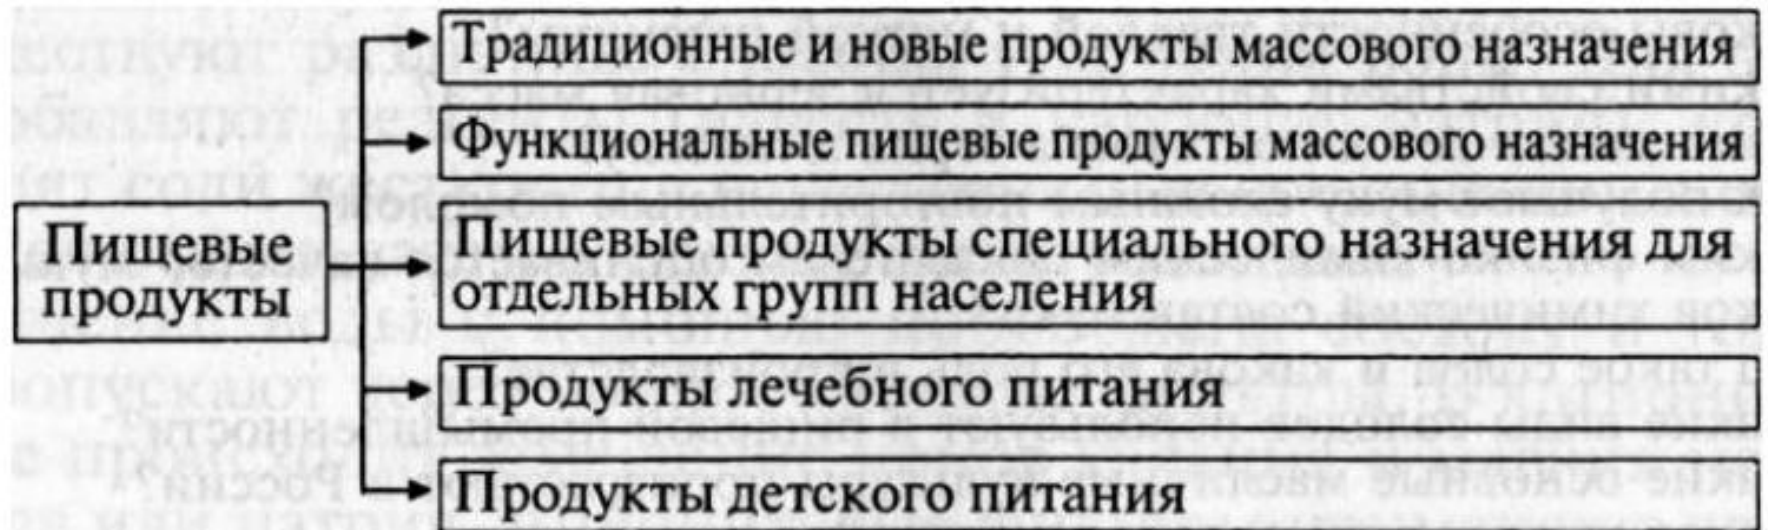 Традиционные и новые продукты массового назначения
Функциональные пищевые продукты массового назначения
Пищевые
продукты
Пищевые продукты специального назначения для
отдельных групп населения
Продукты лечебного питания
Продукты детского питания